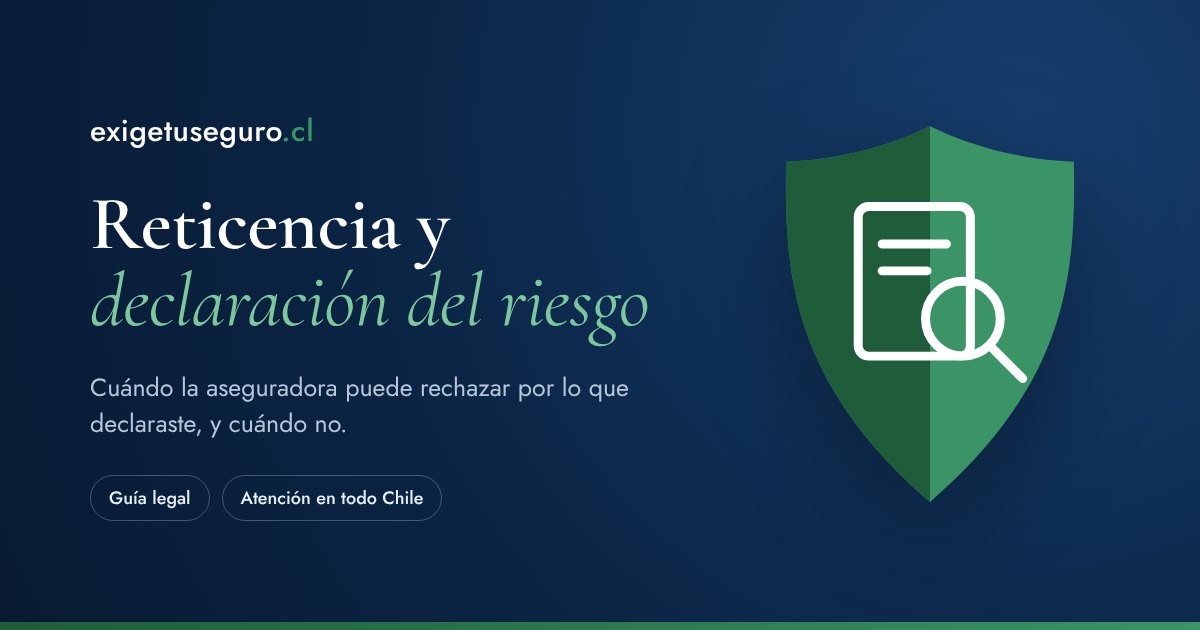 exigetuseguro.cl
Reticencia y
declaración del riesgo
Cuándo la aseguradora puede rechazar por lo que
declaraste, y cuándo no.
Guía legal
Atención en todo Chile